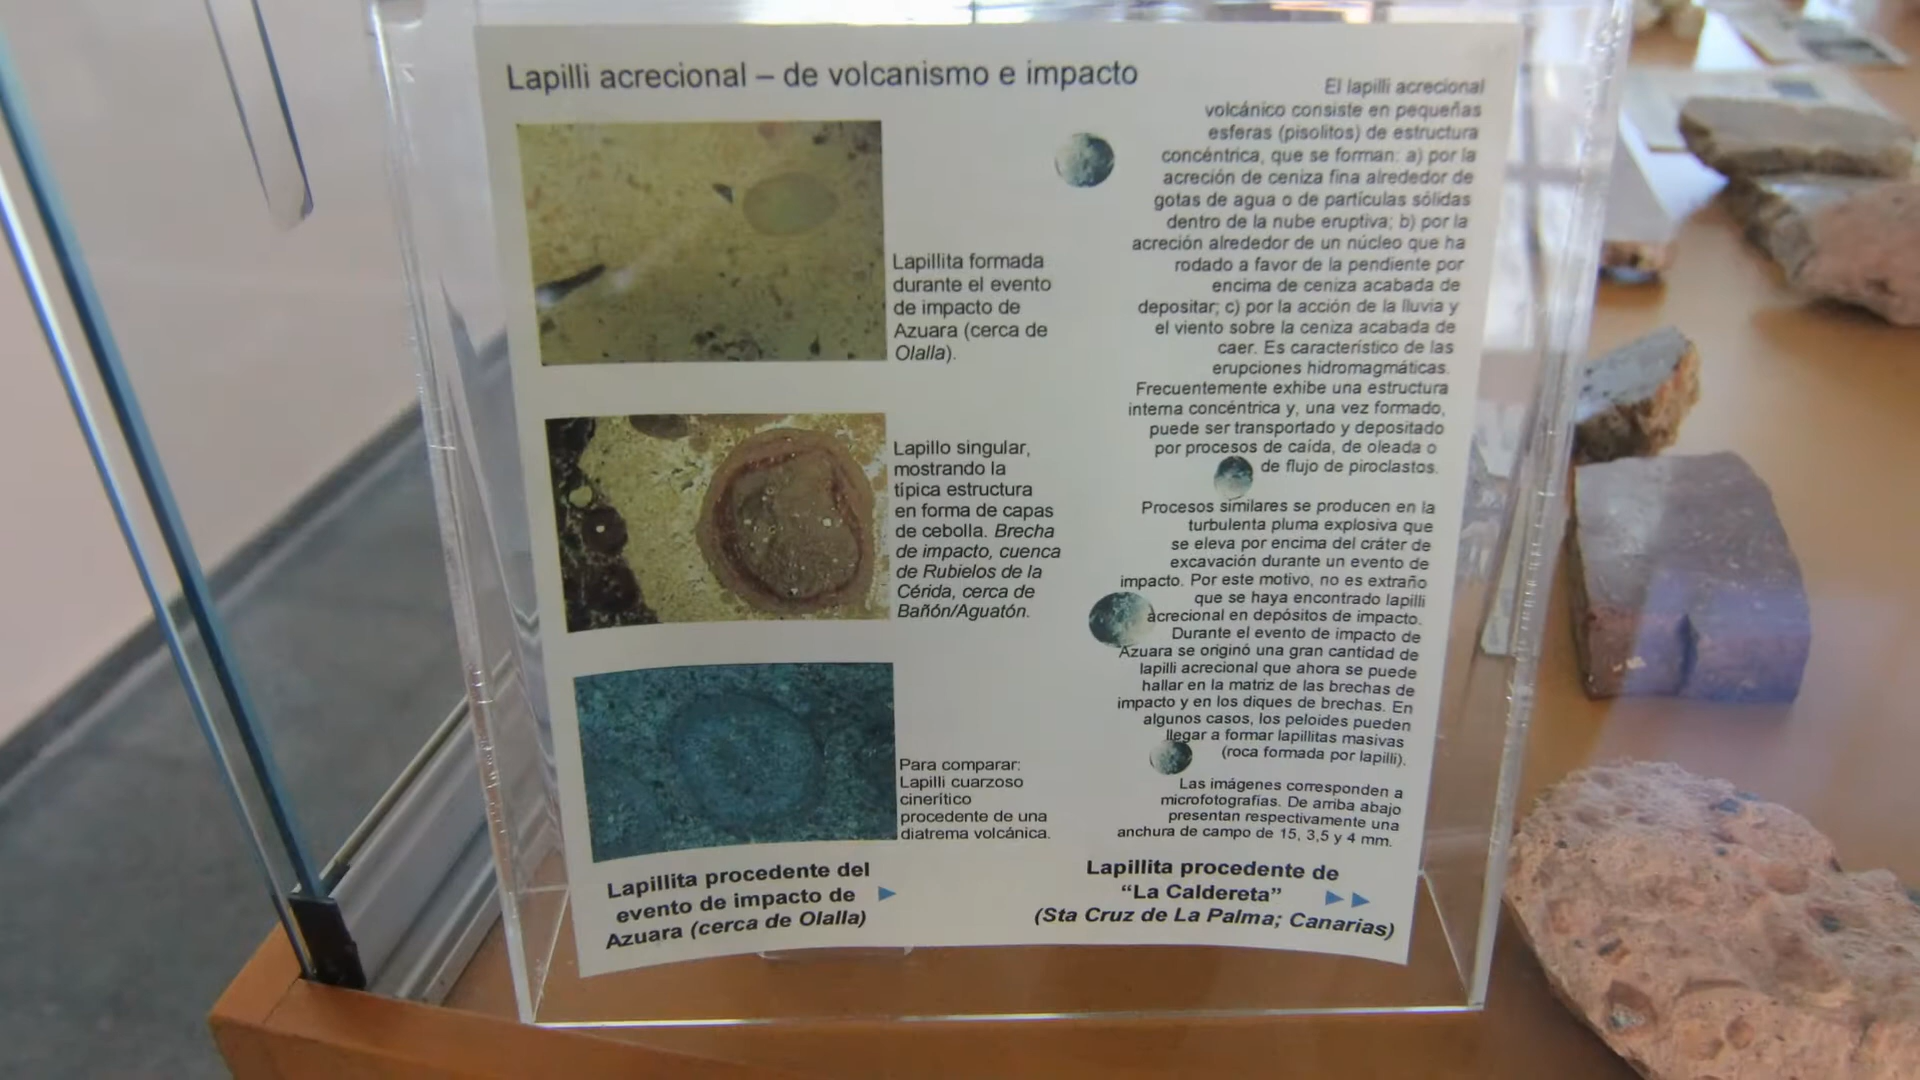 Lapilli acrecional – de volcanismo e impacto
Lapillita formada
durante el evento
de impacto de
Azuara (cerca de
Olalla).
Lapillo singular,
mostrando la
típica estructura
en forma de capas
de cebolla. Brecha
de impacto, cuenca
de Rubielos de la
Cérida, cerca de
Bañón/Aguatón.
Para comparar:
Lapilli cuarzoso
cinerítico
procedente de una
diatrema volcánica.
Lapillita procedente del
evento de impacto de
Azuara (cerca de Olalla)
El lapilli acrecional
volcánico consiste en pequeñas
esferas (pisolitos) de estructura
concéntrica, que se forman: a) por la
acreción de ceniza fina alrededor de
gotas de agua o de partículas sólidas
dentro de la nube eruptiva; b) por la
acreción alrededor de un núcleo que ha
rodado a favor de la pendiente por
encima de ceniza acabada de
depositar; c) por la acción de la lluvia y
el viento sobre la ceniza acabada de
caer. Es característico de las
erupciones hidromagmáticas.
Frecuentemente exhibe una estructura
interna concéntrica y, una vez formado,
puede ser transportado y depositado
por procesos de caída, de oleada o
de flujo de piroclastos.
Procesos similares se producen en la
turbulenta pluma explosiva que
se eleva por encima del cráter de
excavación durante un evento de
impacto. Por este motivo, no es extraño
que se haya encontrado lapilli
acrecional en depósitos de impacto.
Durante el evento de impacto de
Azuara se originó una gran cantidad de
lapilli acrecional que ahora se puede
hallar en la matriz de las brechas de
impacto y en los diques de brechas. En
algunos casos, los peloides pueden
llegar a formar lapillitas masivas
(roca formada por lapilli).
Las imágenes corresponden a
microfotografías. De arriba abajo
presentan respectivamente una
anchura de campo de 15, 3,5 y 4 mm.
Lapillita procedente de
“La Caldereta”
(Sta Cruz de La Palma; Canarias)